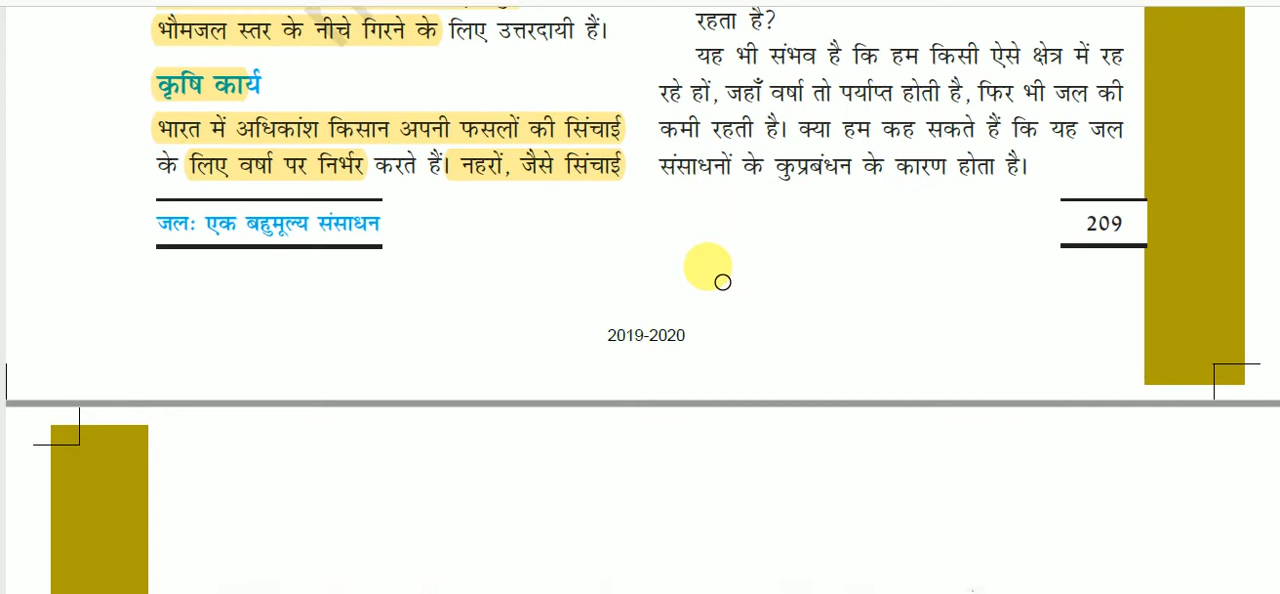 भौमजल स्तर के नीचे गिरने के लिए उत्तरदायी हैं।
कृषि कार्य
भारत में अधिकांश किसान अपनी फसलों की सिंचाई
के लिए वर्षा पर निर्भर करते हैं। नहरों, जैसे सिंचाई
रहता है?
यह भी संभव है कि हम किसी ऐसे क्षेत्र में रह
रहे हों, जहाँ वर्षा तो पर्याप्त होती है, फिर भी जल की
कमी रहती है। क्या हम कह सकते हैं कि यह जल
संसाधनों के कुप्रबंधन के कारण होता है।
जलः एक बहुमूल्य संसाधन
209
2019-2020